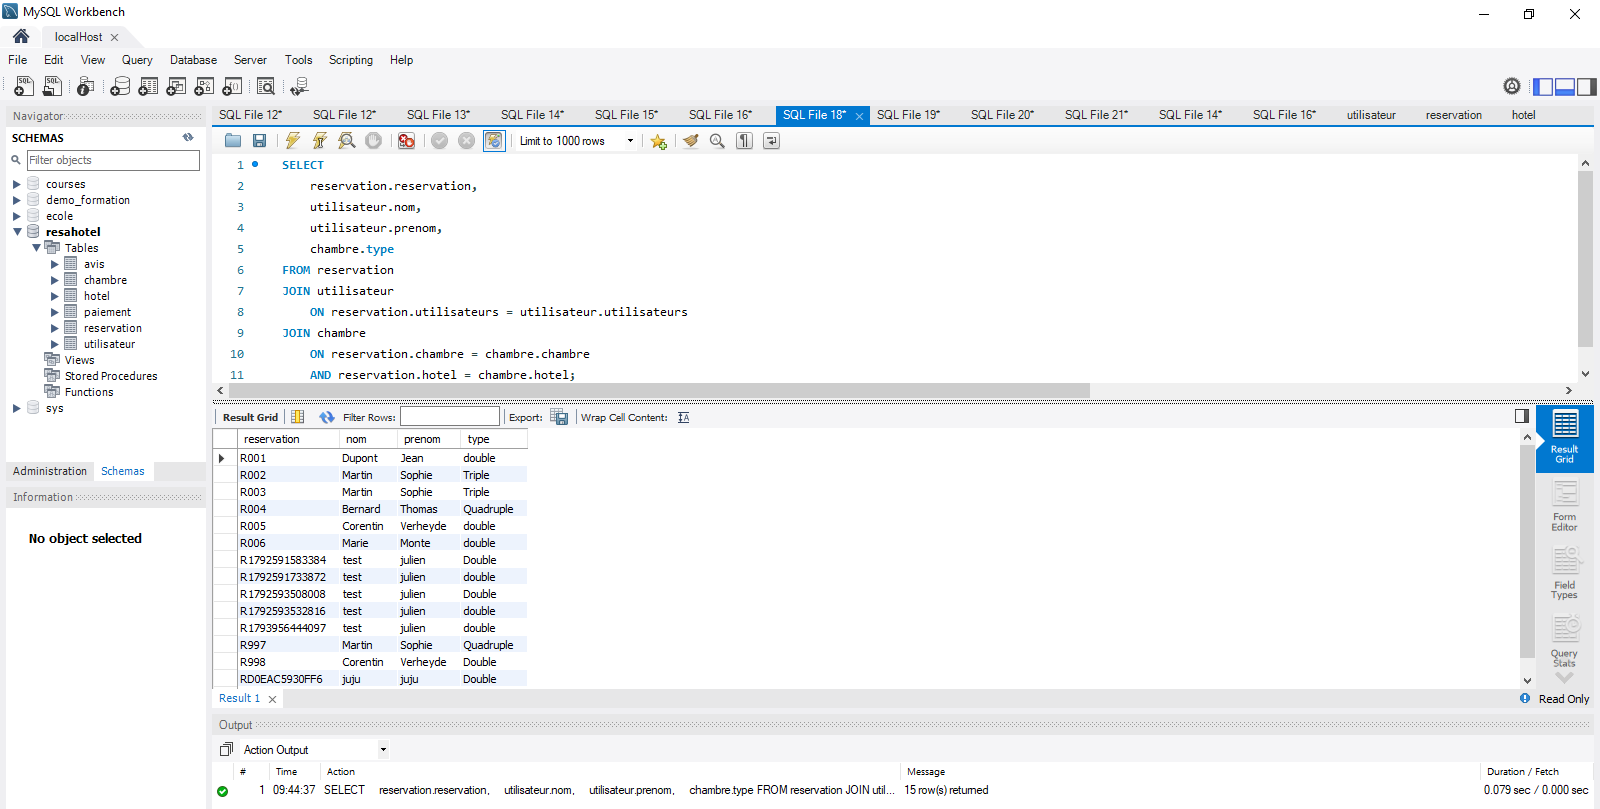 MySQL Workbench
localHost
File Edit View Query Database Server Tools Scripting Help
Navigator
SCHEMAS
Filter objects
courses
demo_formation
ecole
resahotel
Tables
avis
chambre
hotel
paiement
reservation
utilisateur
Views
Stored Procedures
Functions
sys
Administration Schemas
Information
No object selected
SQL File 12* SQL File 12* SQL File 13* SQL File 14* SQL File 15* SQL File 16* SQL File 18* SQL File 19* SQL File 20* SQL File 21* SQL File 14* SQL File 16* utilisateur reservation hotel
Limit to 1000 rows
1 SELECT
2 reservation.reservation,
3 utilisateur.nom,
4 utilisateur.prenom,
5 chambre.type
6 FROM reservation
7 JOIN utilisateur
8 ON reservation.utilisateurs = utilisateur.utilisateurs
9 JOIN chambre
10 ON reservation.chambre = chambre.chambre
11 AND reservation.hotel = chambre.hotel;
Result Grid Filter Rows: Export: Wrap Cell Content:
reservation nom prenom type
R001 Dupont Jean double
R002 Martin Sophie Triple
R003 Martin Sophie Triple
R004 Bernard Thomas Quadruple
R005 Corentin Verheyde double
R006 Marie Monte double
R1792591583384 test julien Double
R1792591733872 test julien double
R1792593508008 test julien Double
R1792593532816 test julien double
R1793956444097 test julien double
R997 Martin Sophie Quadruple
R998 Corentin Verheyde Double
RD0EAC5930FF6 juju juju Double
Result Grid
Form Editor
Field Types
Query Stats
Result 1
Read Only
Output
Action Output
# Time Action Message Duration / Fetch
1 09:44:37 SELECT reservation.reservation, utilisateur.nom, utilisateur.prenom, chambre.type FROM reservation JOIN util... 15 row(s) returned 0.079 sec / 0.000 sec